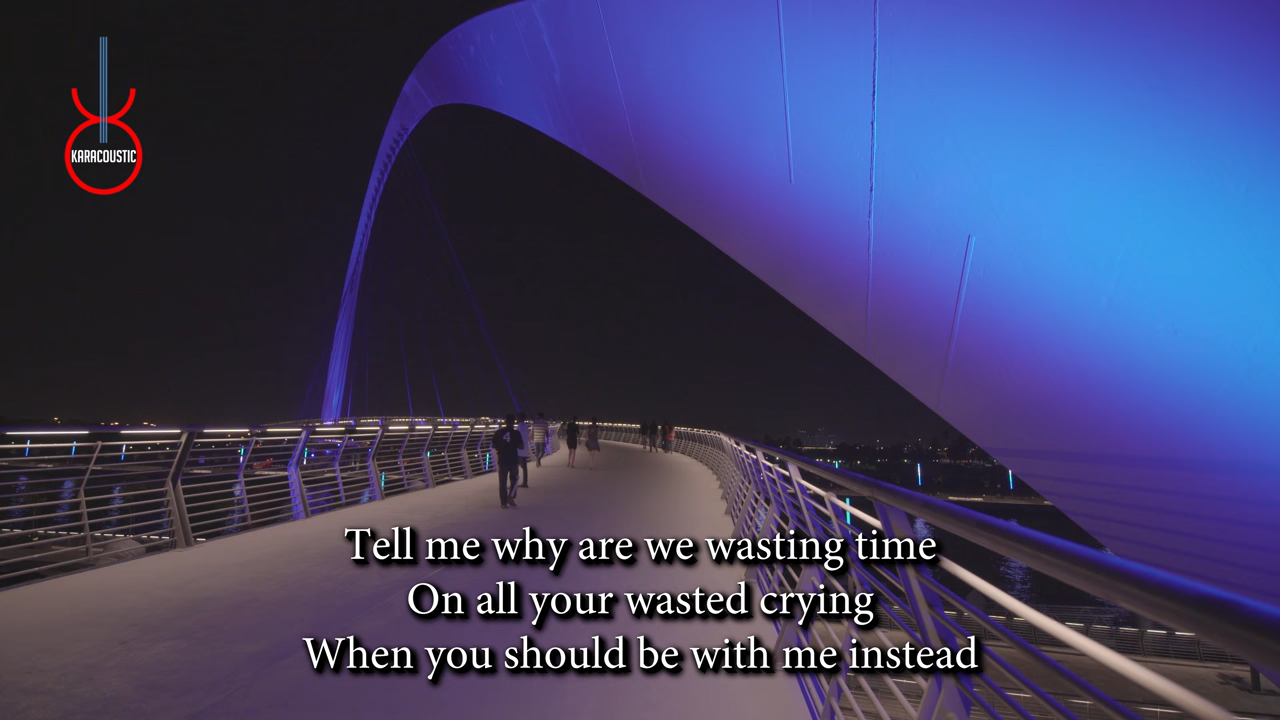 KARACOUSTIC
4
Tell me why are we wasting time
On all your wasted crying
When you should be with me instead